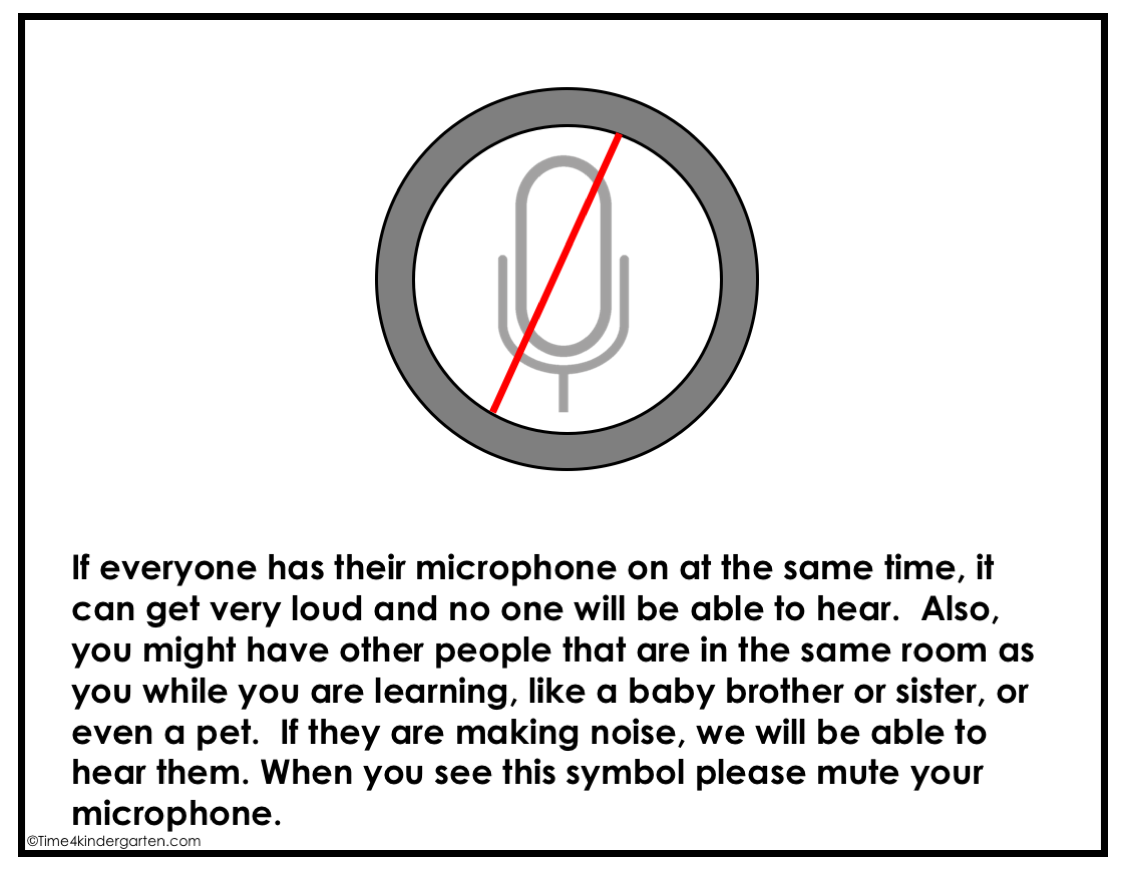 If everyone has their microphone on at the same time, it
can get very loud and no one will be able to hear.  Also,
you might have other people that are in the same room as
you while you are learning, like a baby brother or sister, or
even a pet.  If they are making noise, we will be able to
hear them. When you see this symbol please mute your
microphone.
©Time4kindergarten.com